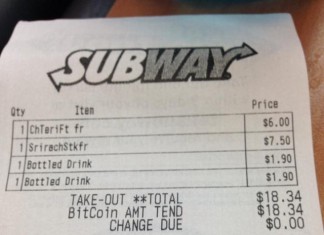 SUBWAY
Qty Item Price
1 ChTeriFt fr $6.00
1 SrirachStkfr $7.50
1 Bottled Drink $1.90
1 Bottled Drink $1.90
TAKE-OUT **TOTAL $18.34
BitCoin AMT TEND $18.34
CHANGE DUE $0.00